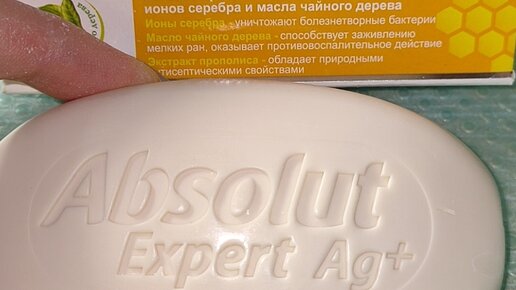 ионов серебра и масла чайного дерева
Ионы серебра - уничтожают болезнетворные бактерии
Масло чайного дерева - способствует заживлению
мелких ран, оказывает противовоспалительное действие
Экстракт прополиса - обладает природными
антисептическими свойствами
Absolut
Expert Ag+